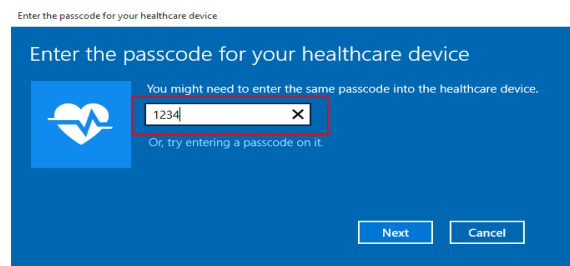 Enter the passcode for your healthcare device
Enter the passcode for your healthcare device
You might need to enter the same passcode into the healthcare device.
1234
Or, try entering a passcode on it.
Next Cancel